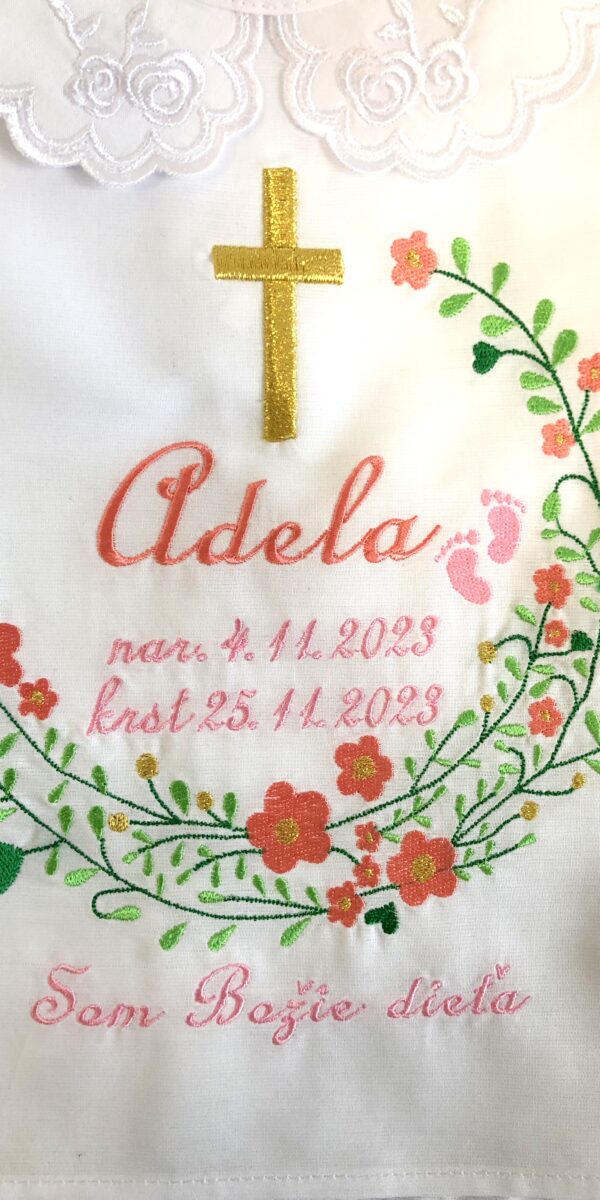 Adela
nar. 4. 11. 2023
krst 25. 11. 2023
Som Božie dieťa